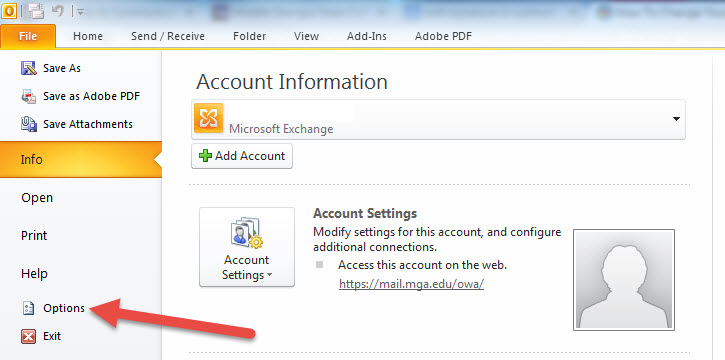 File Home Send / Receive Folder View Add-Ins Adobe PDF
Save As
Save as Adobe PDF
Save Attachments
Info
Open
Print
Help
Options
Exit
Account Information
Microsoft Exchange
Add Account
Account
Settings
Account Settings
Modify settings for this account, and configure
additional connections.
Access this account on the web.
https://mail.mga.edu/owa/